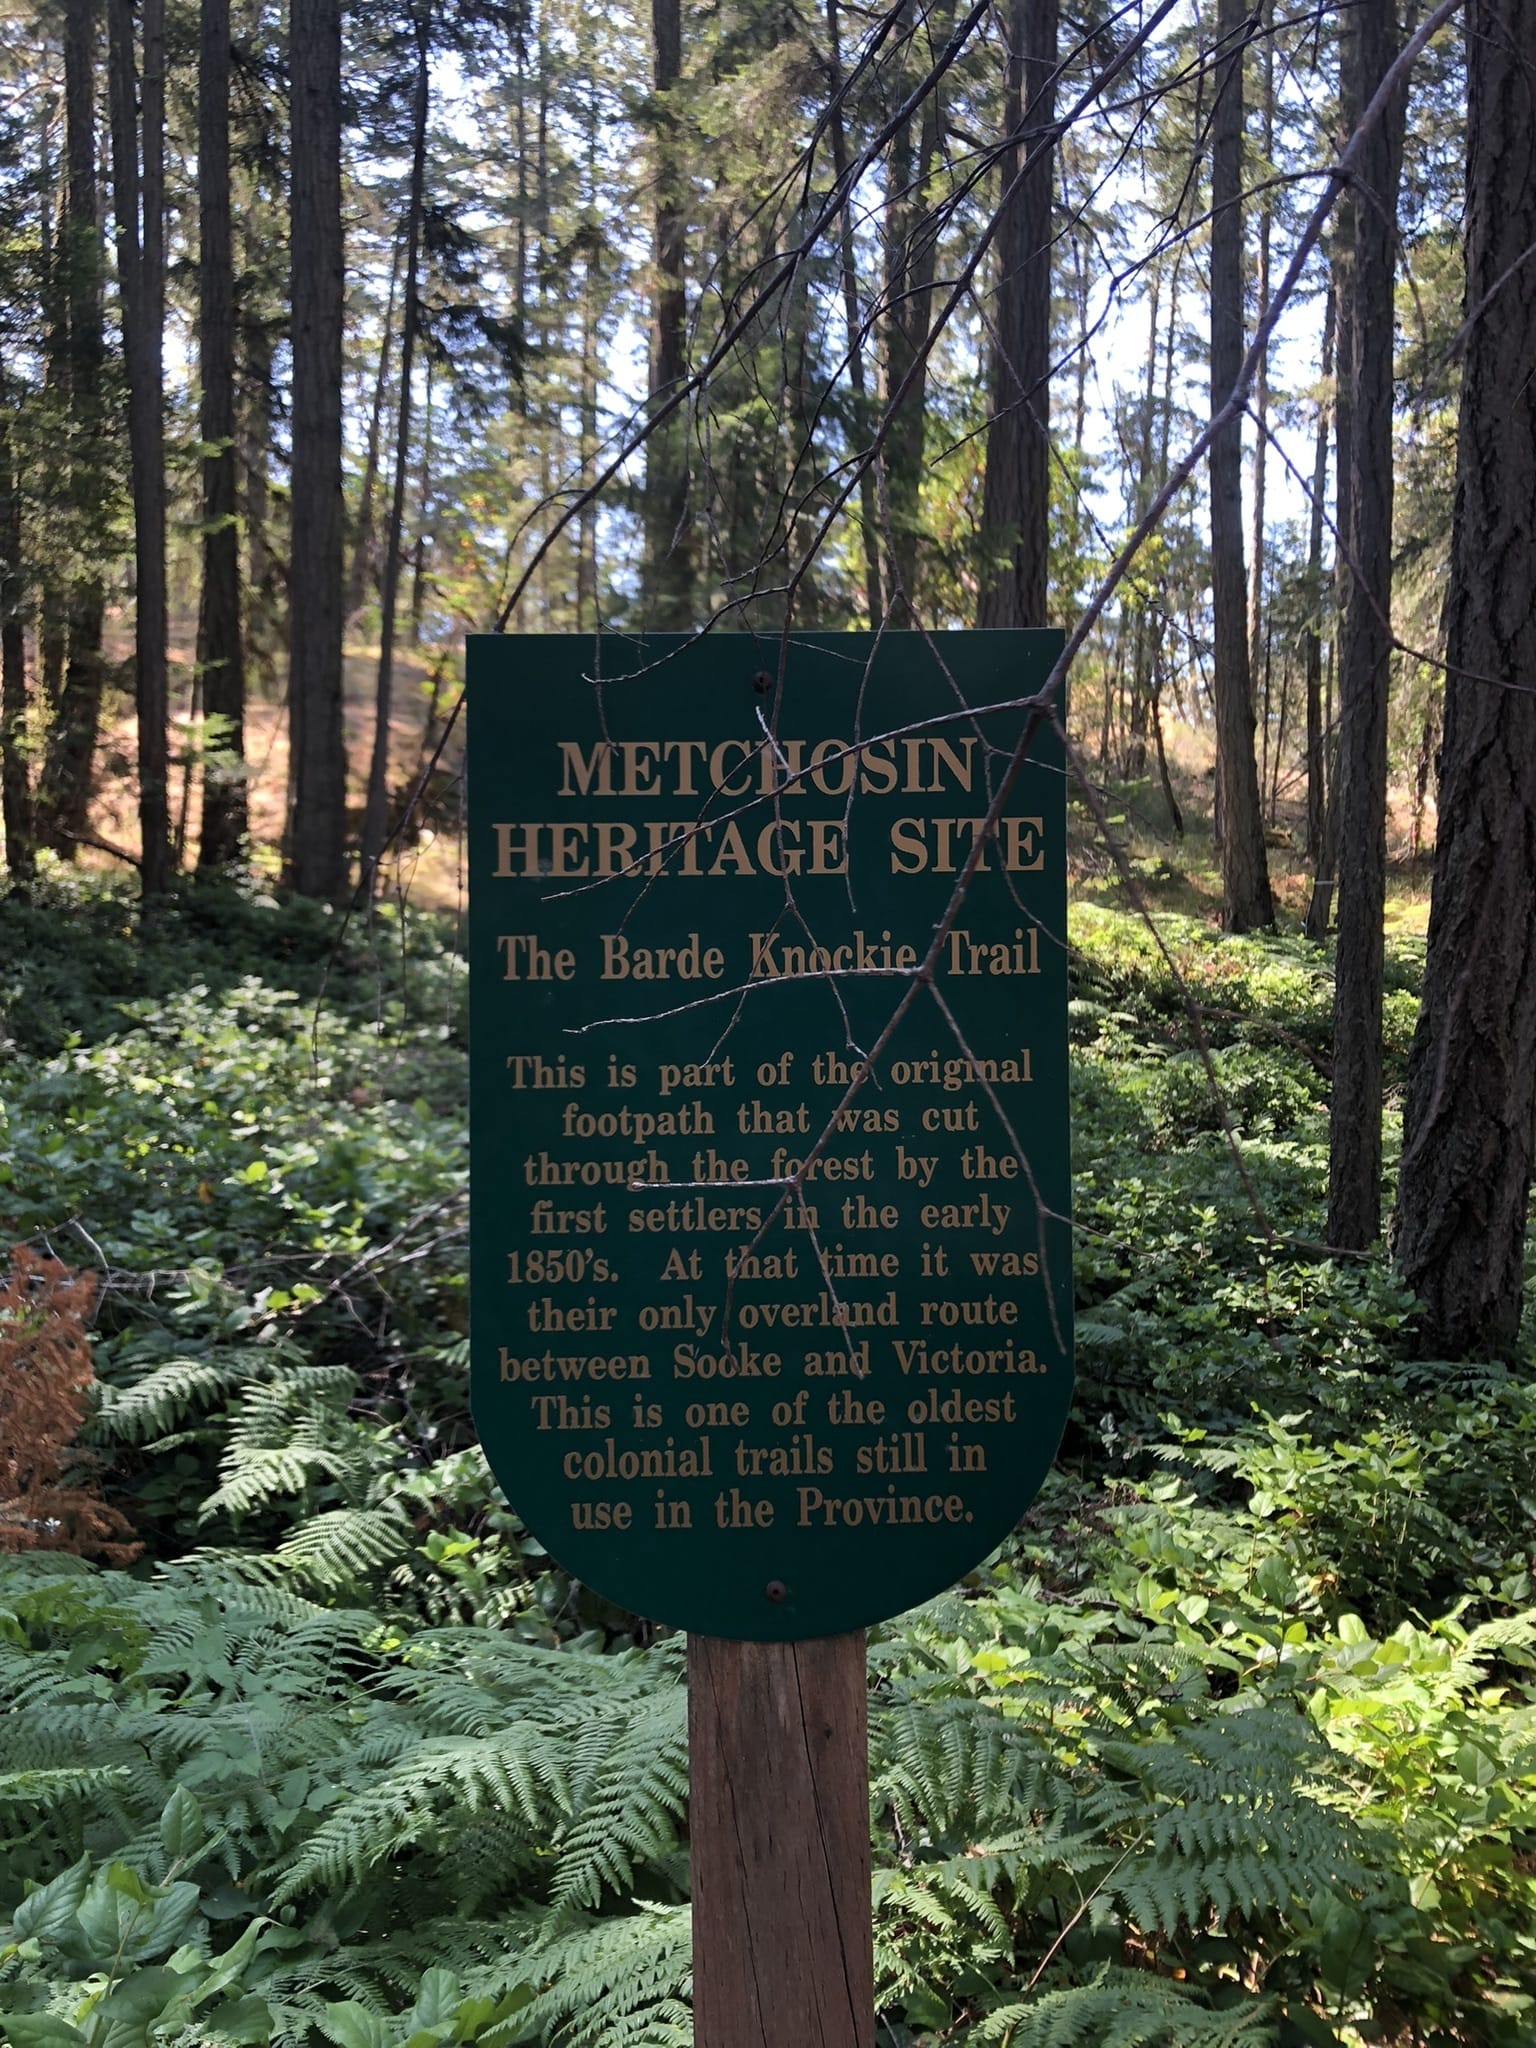 METCHOSIN
HERITAGE SITE
The Barde Knockie Trail
This is part of the original
footpath that was cut
through the forest by the
first settlers in the early
1850's. At that time it was
their only overland route
between Sooke and Victoria.
This is one of the oldest
colonial trails still in
use in the Province.